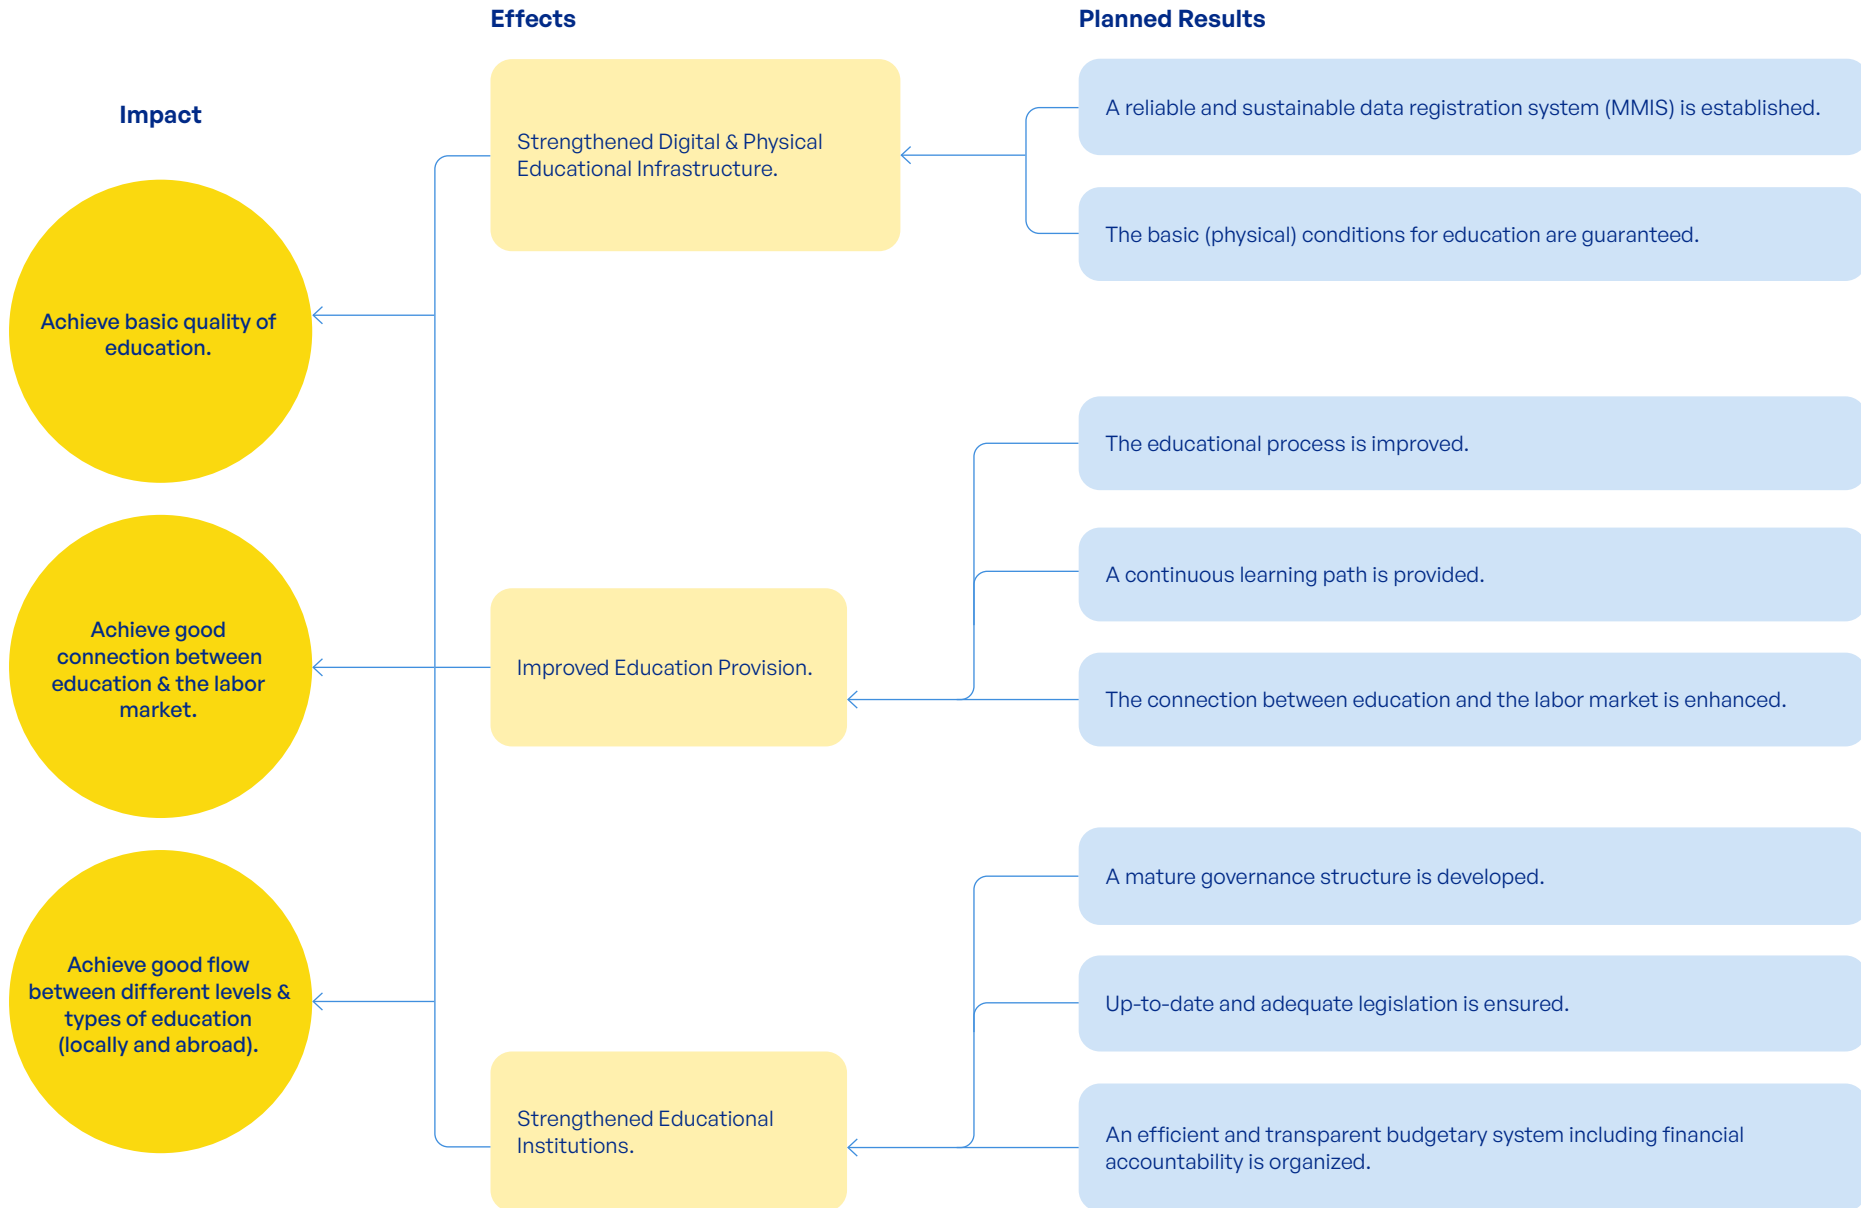 Impact
Achieve basic quality of
education.
Achieve good
connection between
education & the labor
market.
Achieve good flow
between different levels &
types of education
(locally and abroad).
Effects
Strengthened Digital & Physical
Educational Infrastructure.
Improved Education Provision.
Strengthened Educational
Institutions.
Planned Results
A reliable and sustainable data registration system (MMIS) is established.
The basic (physical) conditions for education are guaranteed.
The educational process is improved.
A continuous learning path is provided.
The connection between education and the labor market is enhanced.
A mature governance structure is developed.
Up-to-date and adequate legislation is ensured.
An efficient and transparent budgetary system including financial
accountability is organized.